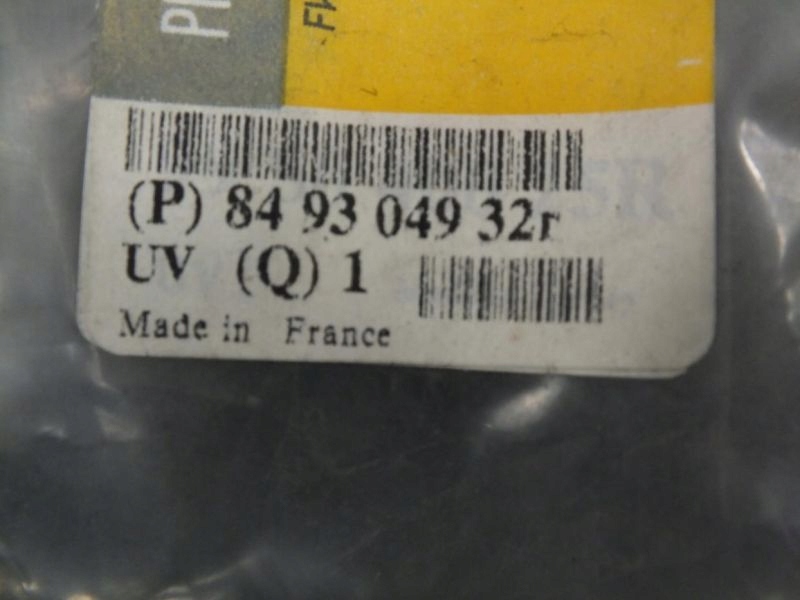 (P) 84 93 049 32r
UV (Q) 1
Made in France